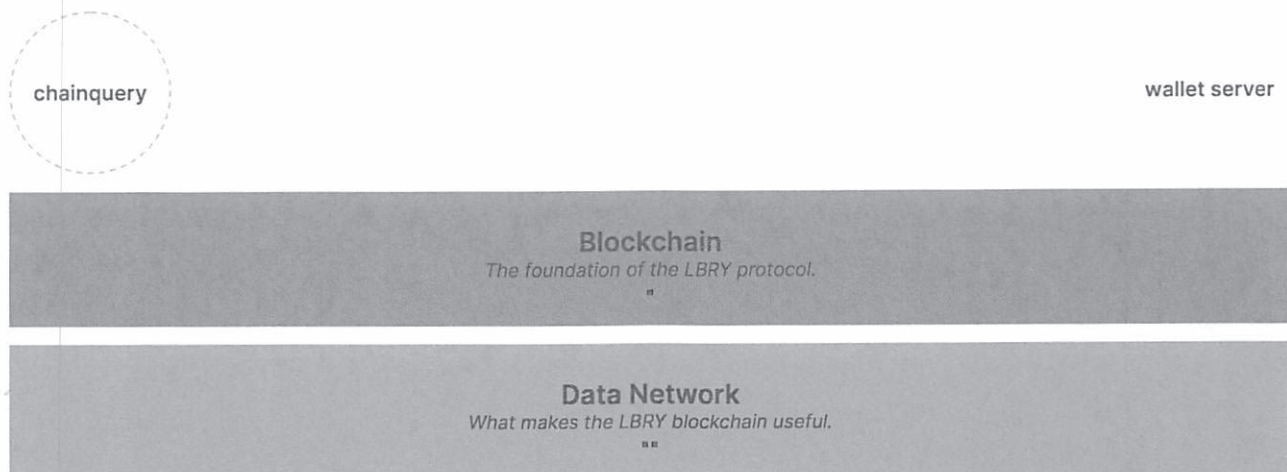 chainquery
wallet server
Blockchain
The foundation of the LBRY protocol.
Data Network
What makes the LBRY blockchain useful.